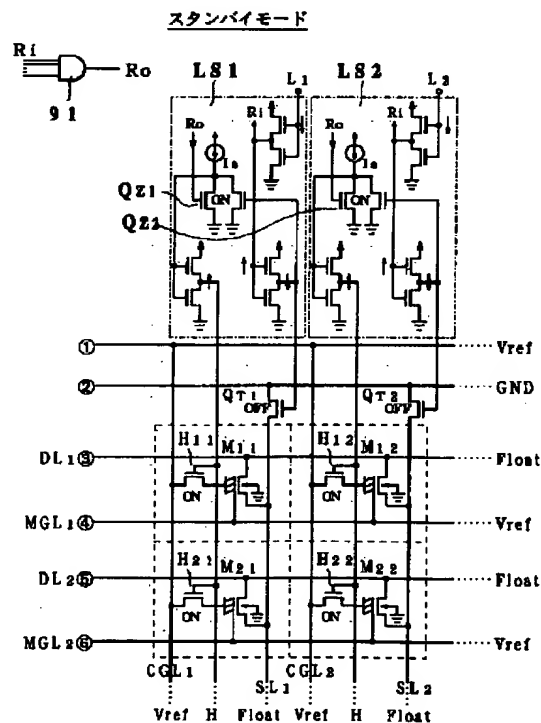 スタンバイモード
Ri
Ro
91
LS1 L1 LS2 L2
Ro Ri Ro Ri
Ia Ia
QZ1 ON ON
QZ2
① Vref
② GND
QT1 QT2
OFF OFF
H11 M11 H12 M12
DL1③ Float
ON ON
MGL1④ Vref
H21 M21 H22 M22
DL2⑤ Float
ON ON
MGL2⑥ Vref
CGL1 SL1 CGL2 SL2
Vref H Float Vref H Float